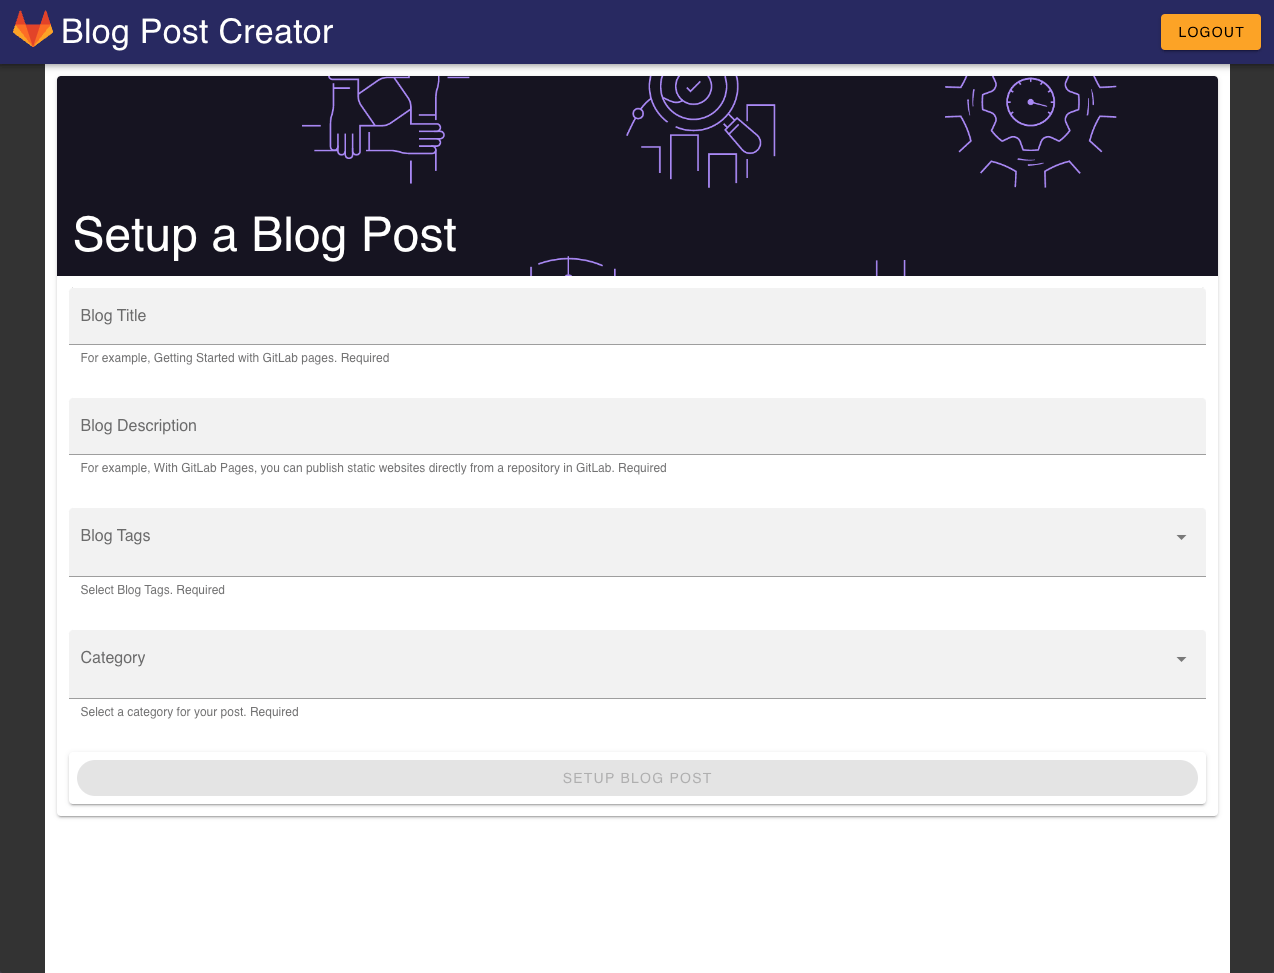 Blog Post Creator
LOGOUT
Setup a Blog Post
Blog Title
For example, Getting Started with GitLab pages. Required
Blog Description
For example, With GitLab Pages, you can publish static websites directly from a repository in GitLab. Required
Blog Tags
Select Blog Tags. Required
Category
Select a category for your post. Required
SETUP BLOG POST